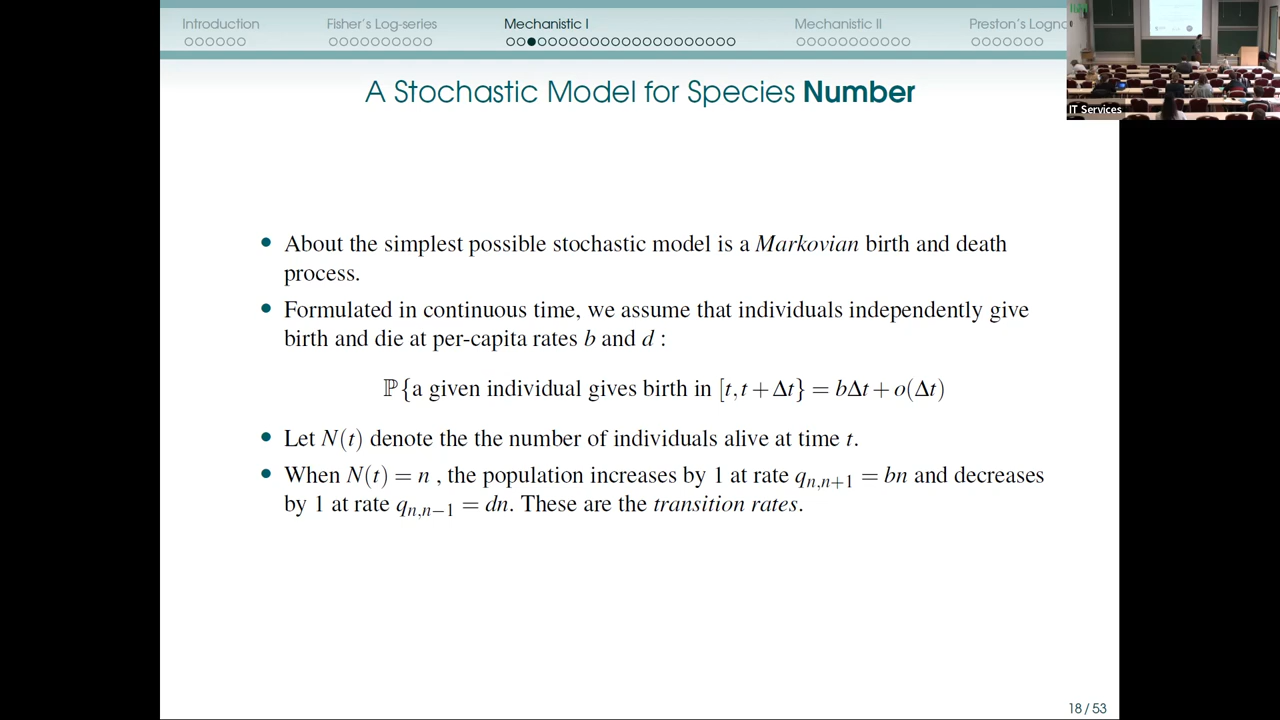 Introduction Fisher's Log-series Mechanistic I Mechanistic II Preston's Logno
A Stochastic Model for Species Number
• About the simplest possible stochastic model is a Markovian birth and death
process.
• Formulated in continuous time, we assume that individuals independently give
birth and die at per-capita rates b and d :
ℙ{a given individual gives birth in [t, t + Δt} = bΔt + o(Δt)
• Let N(t) denote the the number of individuals alive at time t.
• When N(t) = n , the population increases by 1 at rate q_{n,n+1} = bn and decreases
by 1 at rate q_{n,n−1} = dn. These are the transition rates.
18 / 53
IT Services